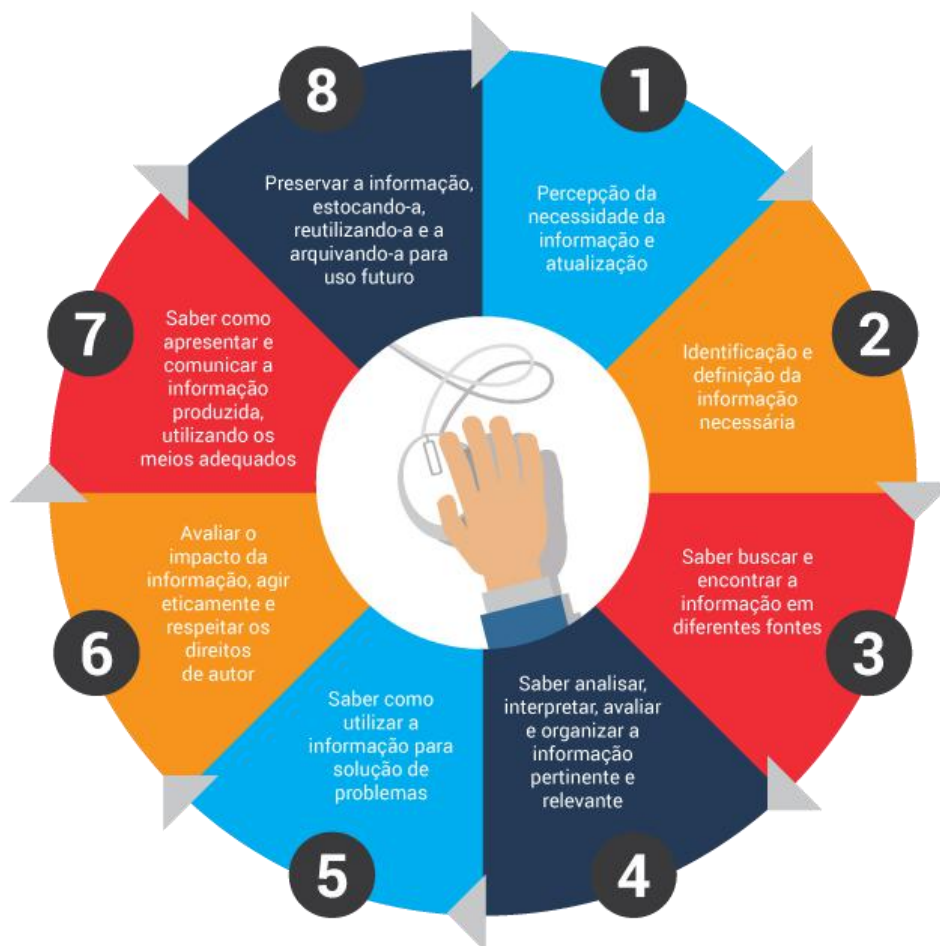 1
Percepção da
necessidade da
informação e
atualização
2
Identificação e
definição da
informação
necessária
3
Saber buscar e
encontrar a
informação em
diferentes fontes
4
Saber analisar,
interpretar, avaliar
e organizar a
informação
pertinente e
relevante
5
Saber como
utilizar a
informação para
solução de
problemas
6
Avaliar o
impacto da
informação, agir
eticamente e
respeitar os
direitos
de autor
7
Saber como
apresentar e
comunicar a
informação
produzida,
utilizando os
meios adequados
8
Preservar a informação,
estocando-a,
reutilizando-a e a
arquivando-a para
uso futuro